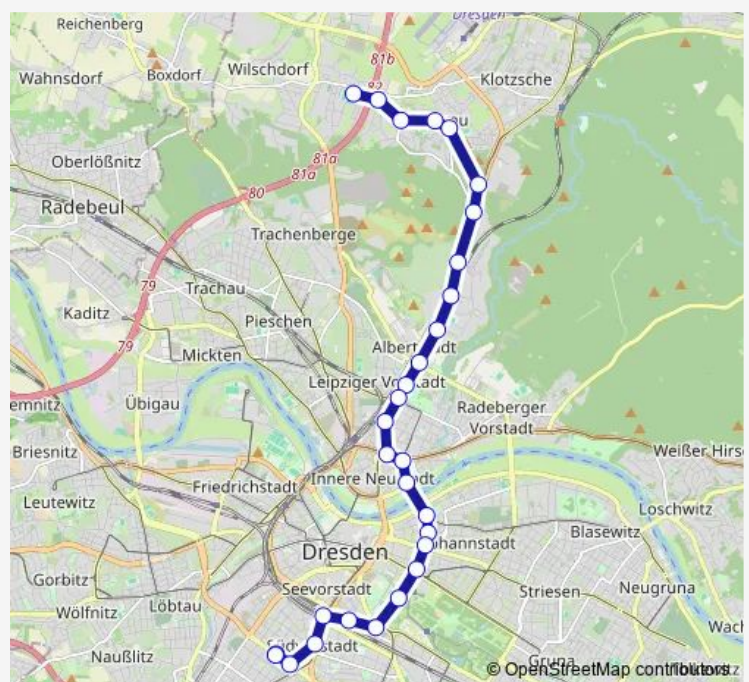 Dresden
Reichenberg
81b
Wilschdorf
Wahnsdorf
Boxdorf
82
Klotzsche
Oberlößnitz
81a
81a
80
Radebeul
Trachenberge
79
Trachau
Kaditz
Pieschen
79
Mickten
Albertstadt
Leipziger Vorstadt
Übigau
Radeberger
Vorstadt
Briesnitz
Weißer Hirs
Friedrichstadt
Innere Neustadt
Leutewitz
Loschwitz
Blasewitz
Dresden
ohannstadt
Gorbitz
Seevorstadt
Striesen
Neugruna
Löbtau
Wölfnitz
Wach
Naußlitz
Gruna
© OpenStreetMap contributors